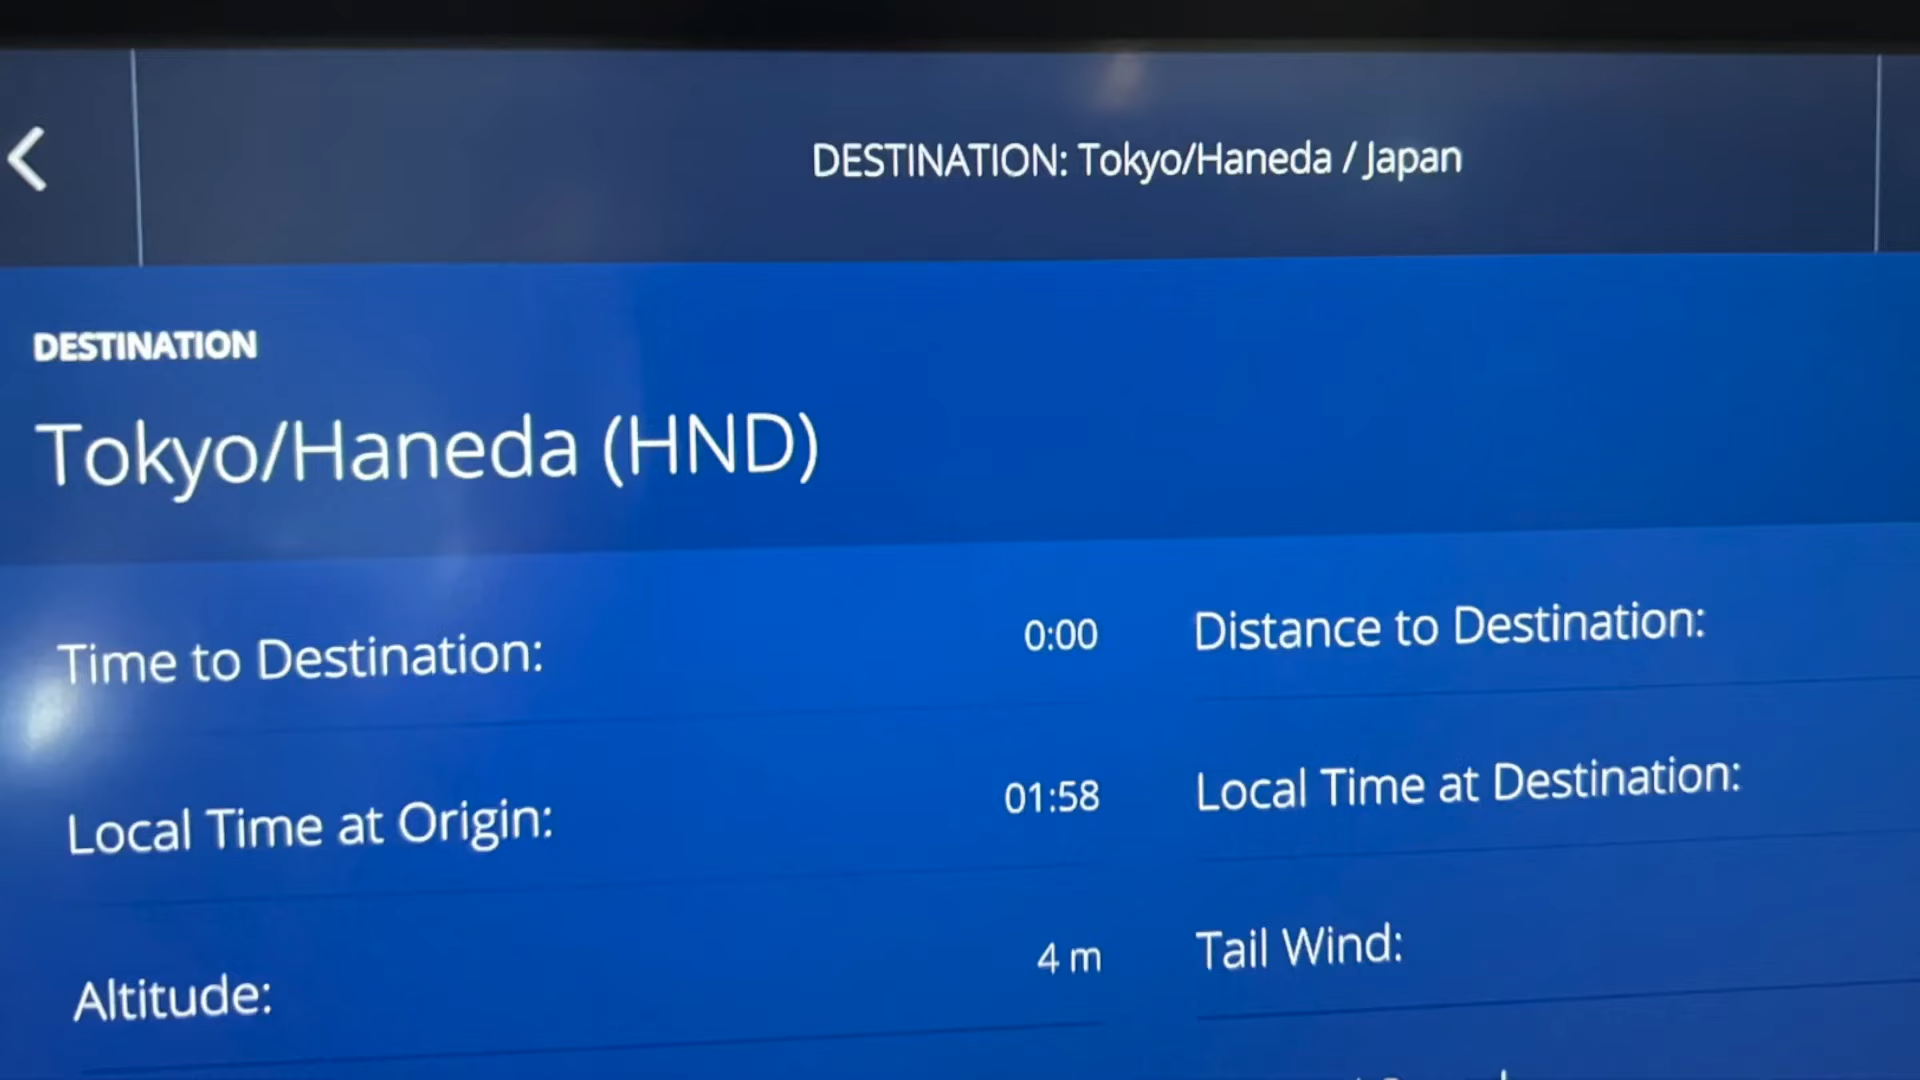 DESTINATION: Tokyo/Haneda / Japan
DESTINATION
Tokyo/Haneda (HND)
Time to Destination: 0:00 Distance to Destination:
Local Time at Origin: 01:58 Local Time at Destination:
Altitude: 4 m Tail Wind: